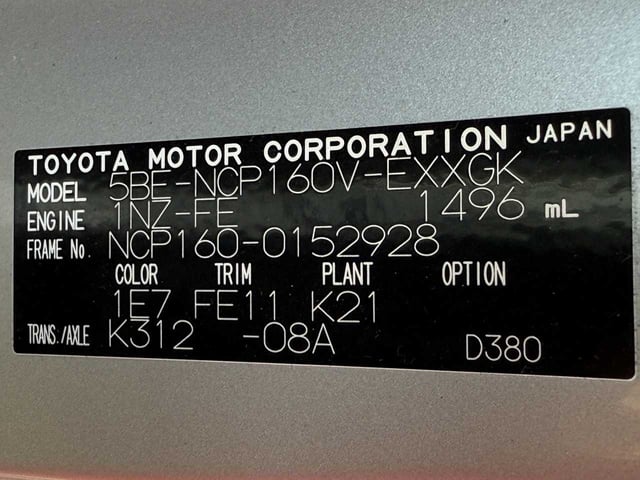 TOYOTA MOTOR CORPORATION JAPAN
MODEL 5BE-NCP160V-EXXGK
ENGINE 1NZ-FE 1496 mL
FRAME No. NCP160-0152928
COLOR TRIM PLANT OPTION
1E7 FE11 K21
TRANS./AXLE K312 -08A D380